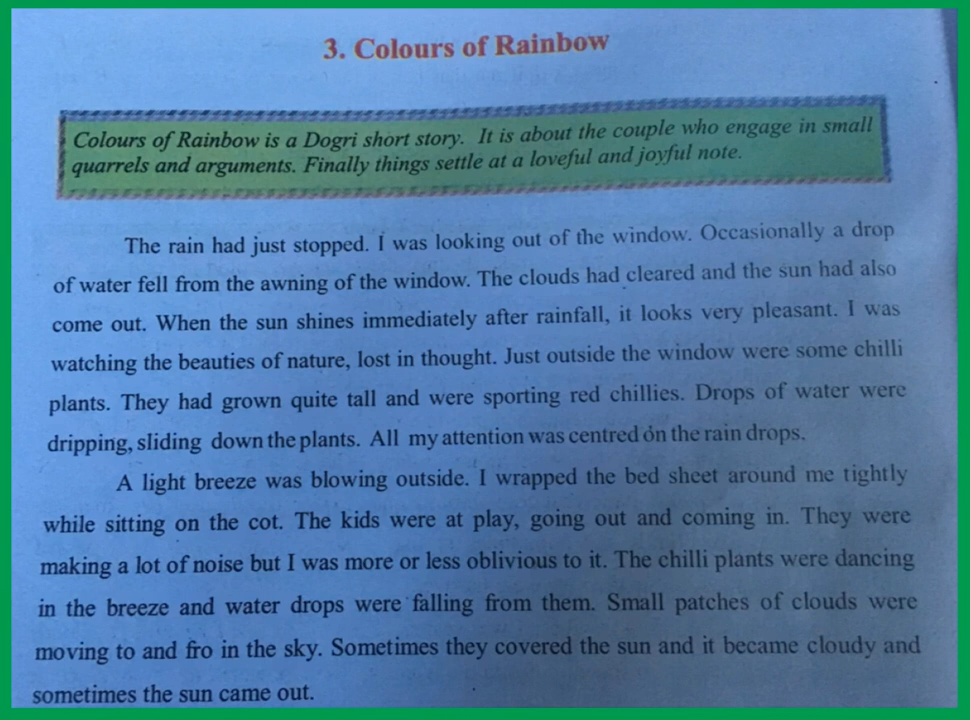 3. Colours of Rainbow
Colours of Rainbow is a Dogri short story. It is about the couple who engage in small
quarrels and arguments. Finally things settle at a loveful and joyful note.
The rain had just stopped. I was looking out of the window. Occasionally a drop
of water fell from the awning of the window. The clouds had cleared and the sun had also
come out. When the sun shines immediately after rainfall, it looks very pleasant. I was
watching the beauties of nature, lost in thought. Just outside the window were some chilli
plants. They had grown quite tall and were sporting red chillies. Drops of water were
dripping, sliding down the plants. All my attention was centred on the rain drops.
A light breeze was blowing outside. I wrapped the bed sheet around me tightly
while sitting on the cot. The kids were at play, going out and coming in. They were
making a lot of noise but I was more or less oblivious to it. The chilli plants were dancing
in the breeze and water drops were falling from them. Small patches of clouds were
moving to and fro in the sky. Sometimes they covered the sun and it became cloudy and
sometimes the sun came out.